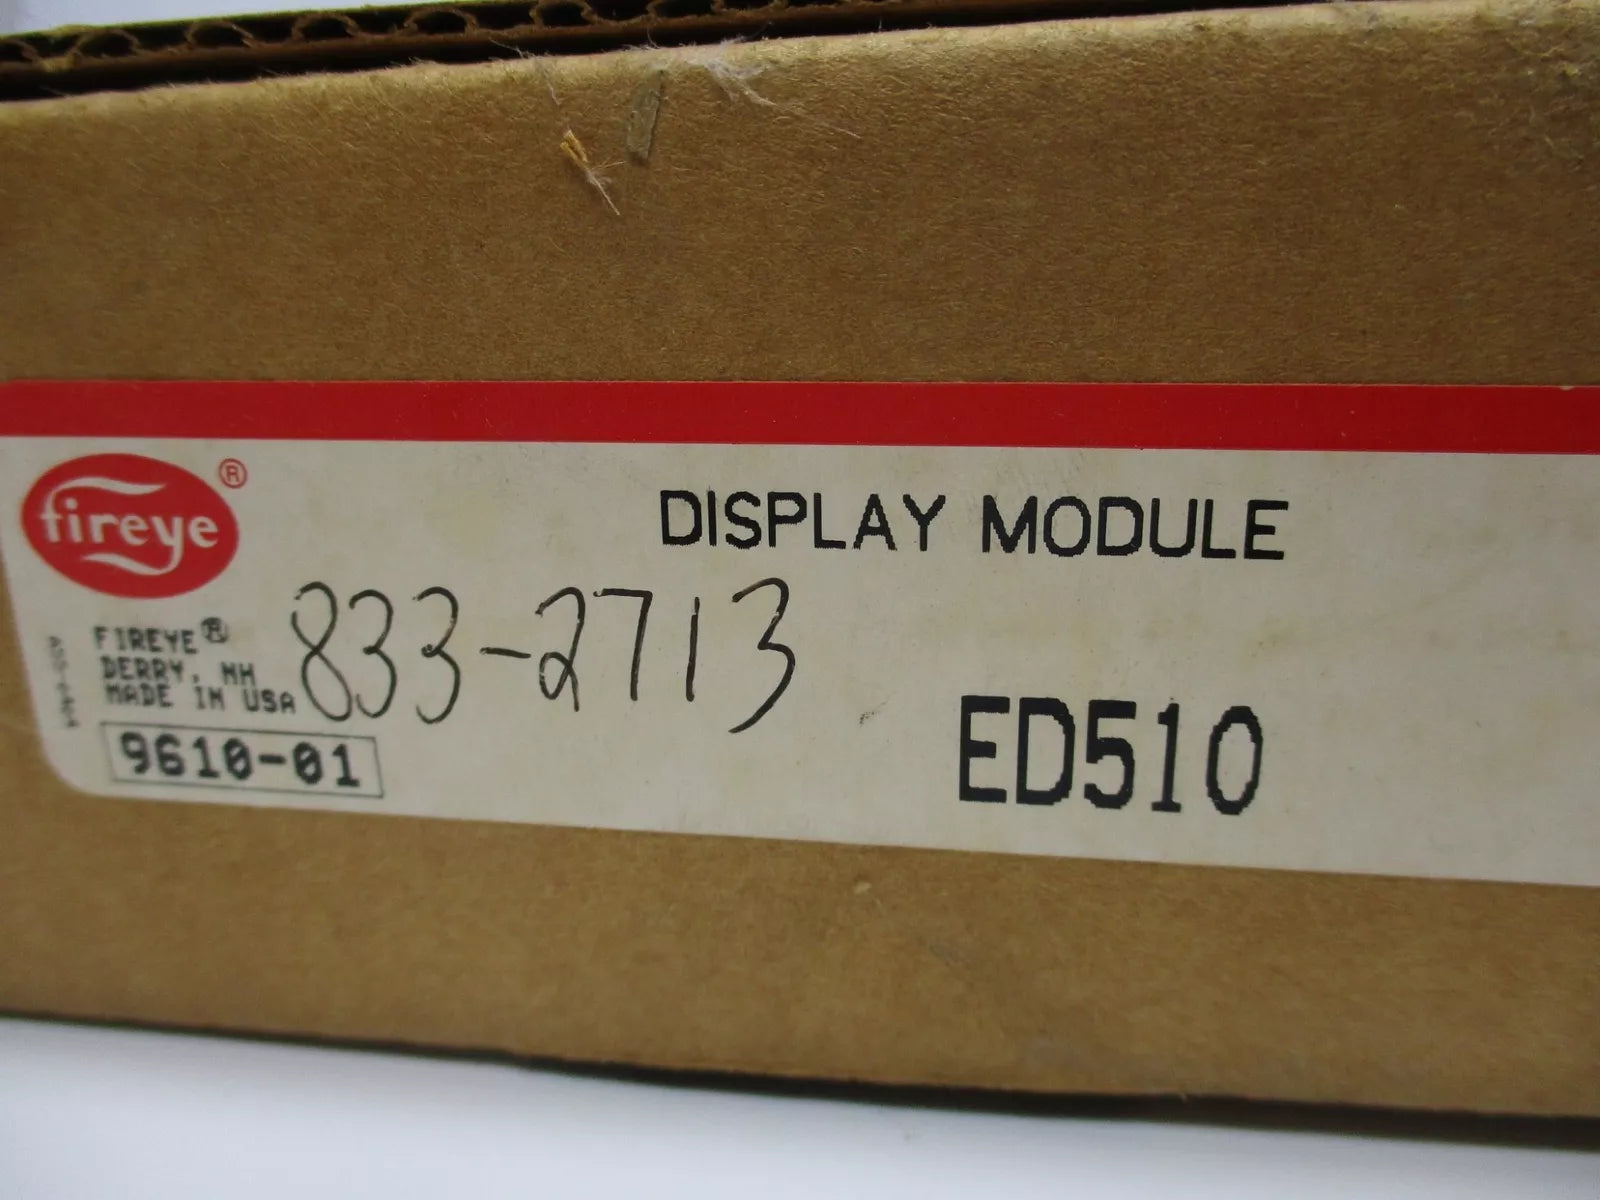 fireye®
DISPLAY MODULE
FIREYE®
DERRY, NH
MADE IN USA
833-2713
9610-01
ED510